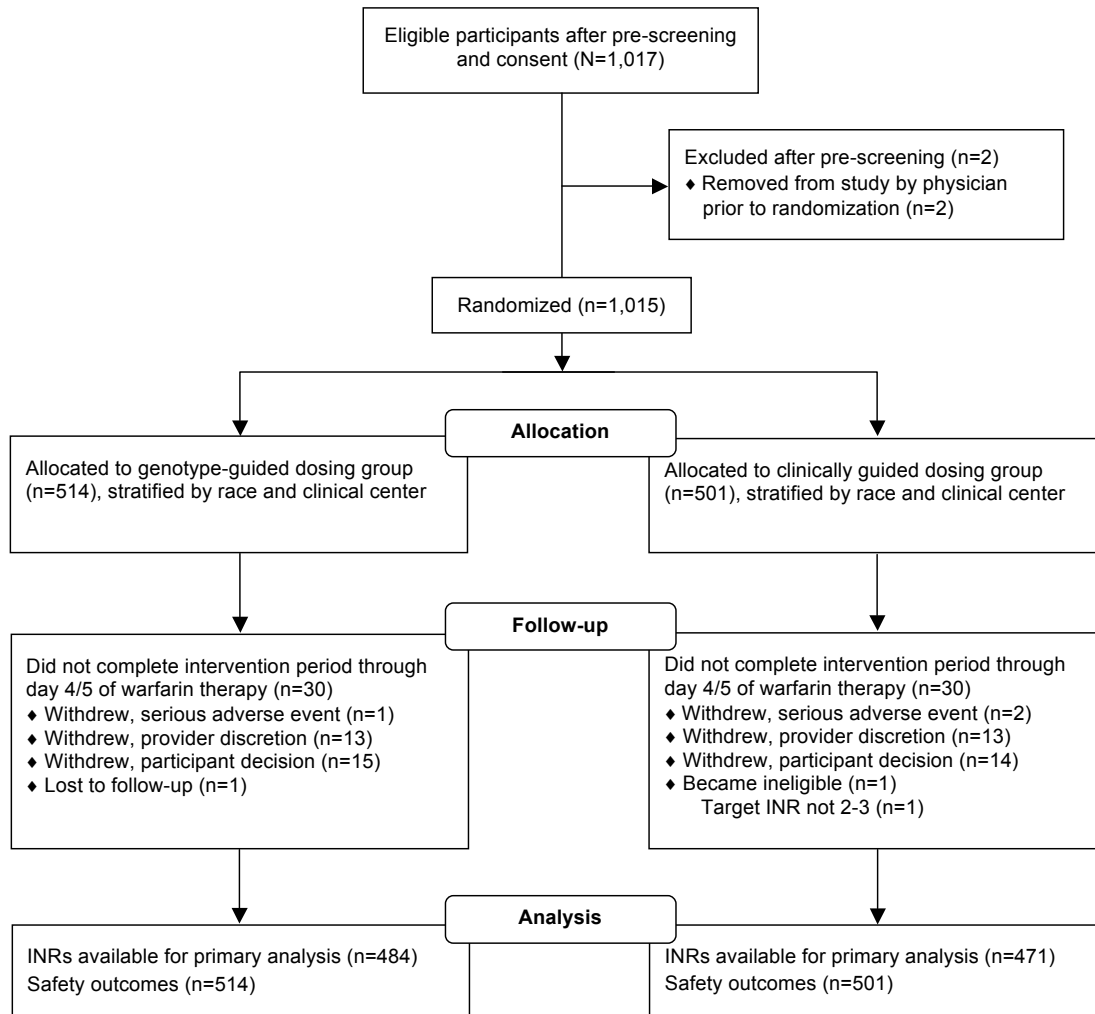 Eligible participants after pre-screening
and consent (N=1,017)
Excluded after pre-screening (n=2)
♦ Removed from study by physician
prior to randomization (n=2)
Randomized (n=1,015)
Allocation
Allocated to genotype-guided dosing group
(n=514), stratified by race and clinical center
Allocated to clinically guided dosing group
(n=501), stratified by race and clinical center
Follow-up
Did not complete intervention period through
day 4/5 of warfarin therapy (n=30)
♦ Withdrew, serious adverse event (n=1)
♦ Withdrew, provider discretion (n=13)
♦ Withdrew, participant decision (n=15)
♦ Lost to follow-up (n=1)
Did not complete intervention period through
day 4/5 of warfarin therapy (n=30)
♦ Withdrew, serious adverse event (n=2)
♦ Withdrew, provider discretion (n=13)
♦ Withdrew, participant decision (n=14)
♦ Became ineligible (n=1)
Target INR not 2-3 (n=1)
Analysis
INRs available for primary analysis (n=484)
Safety outcomes (n=514)
INRs available for primary analysis (n=471)
Safety outcomes (n=501)